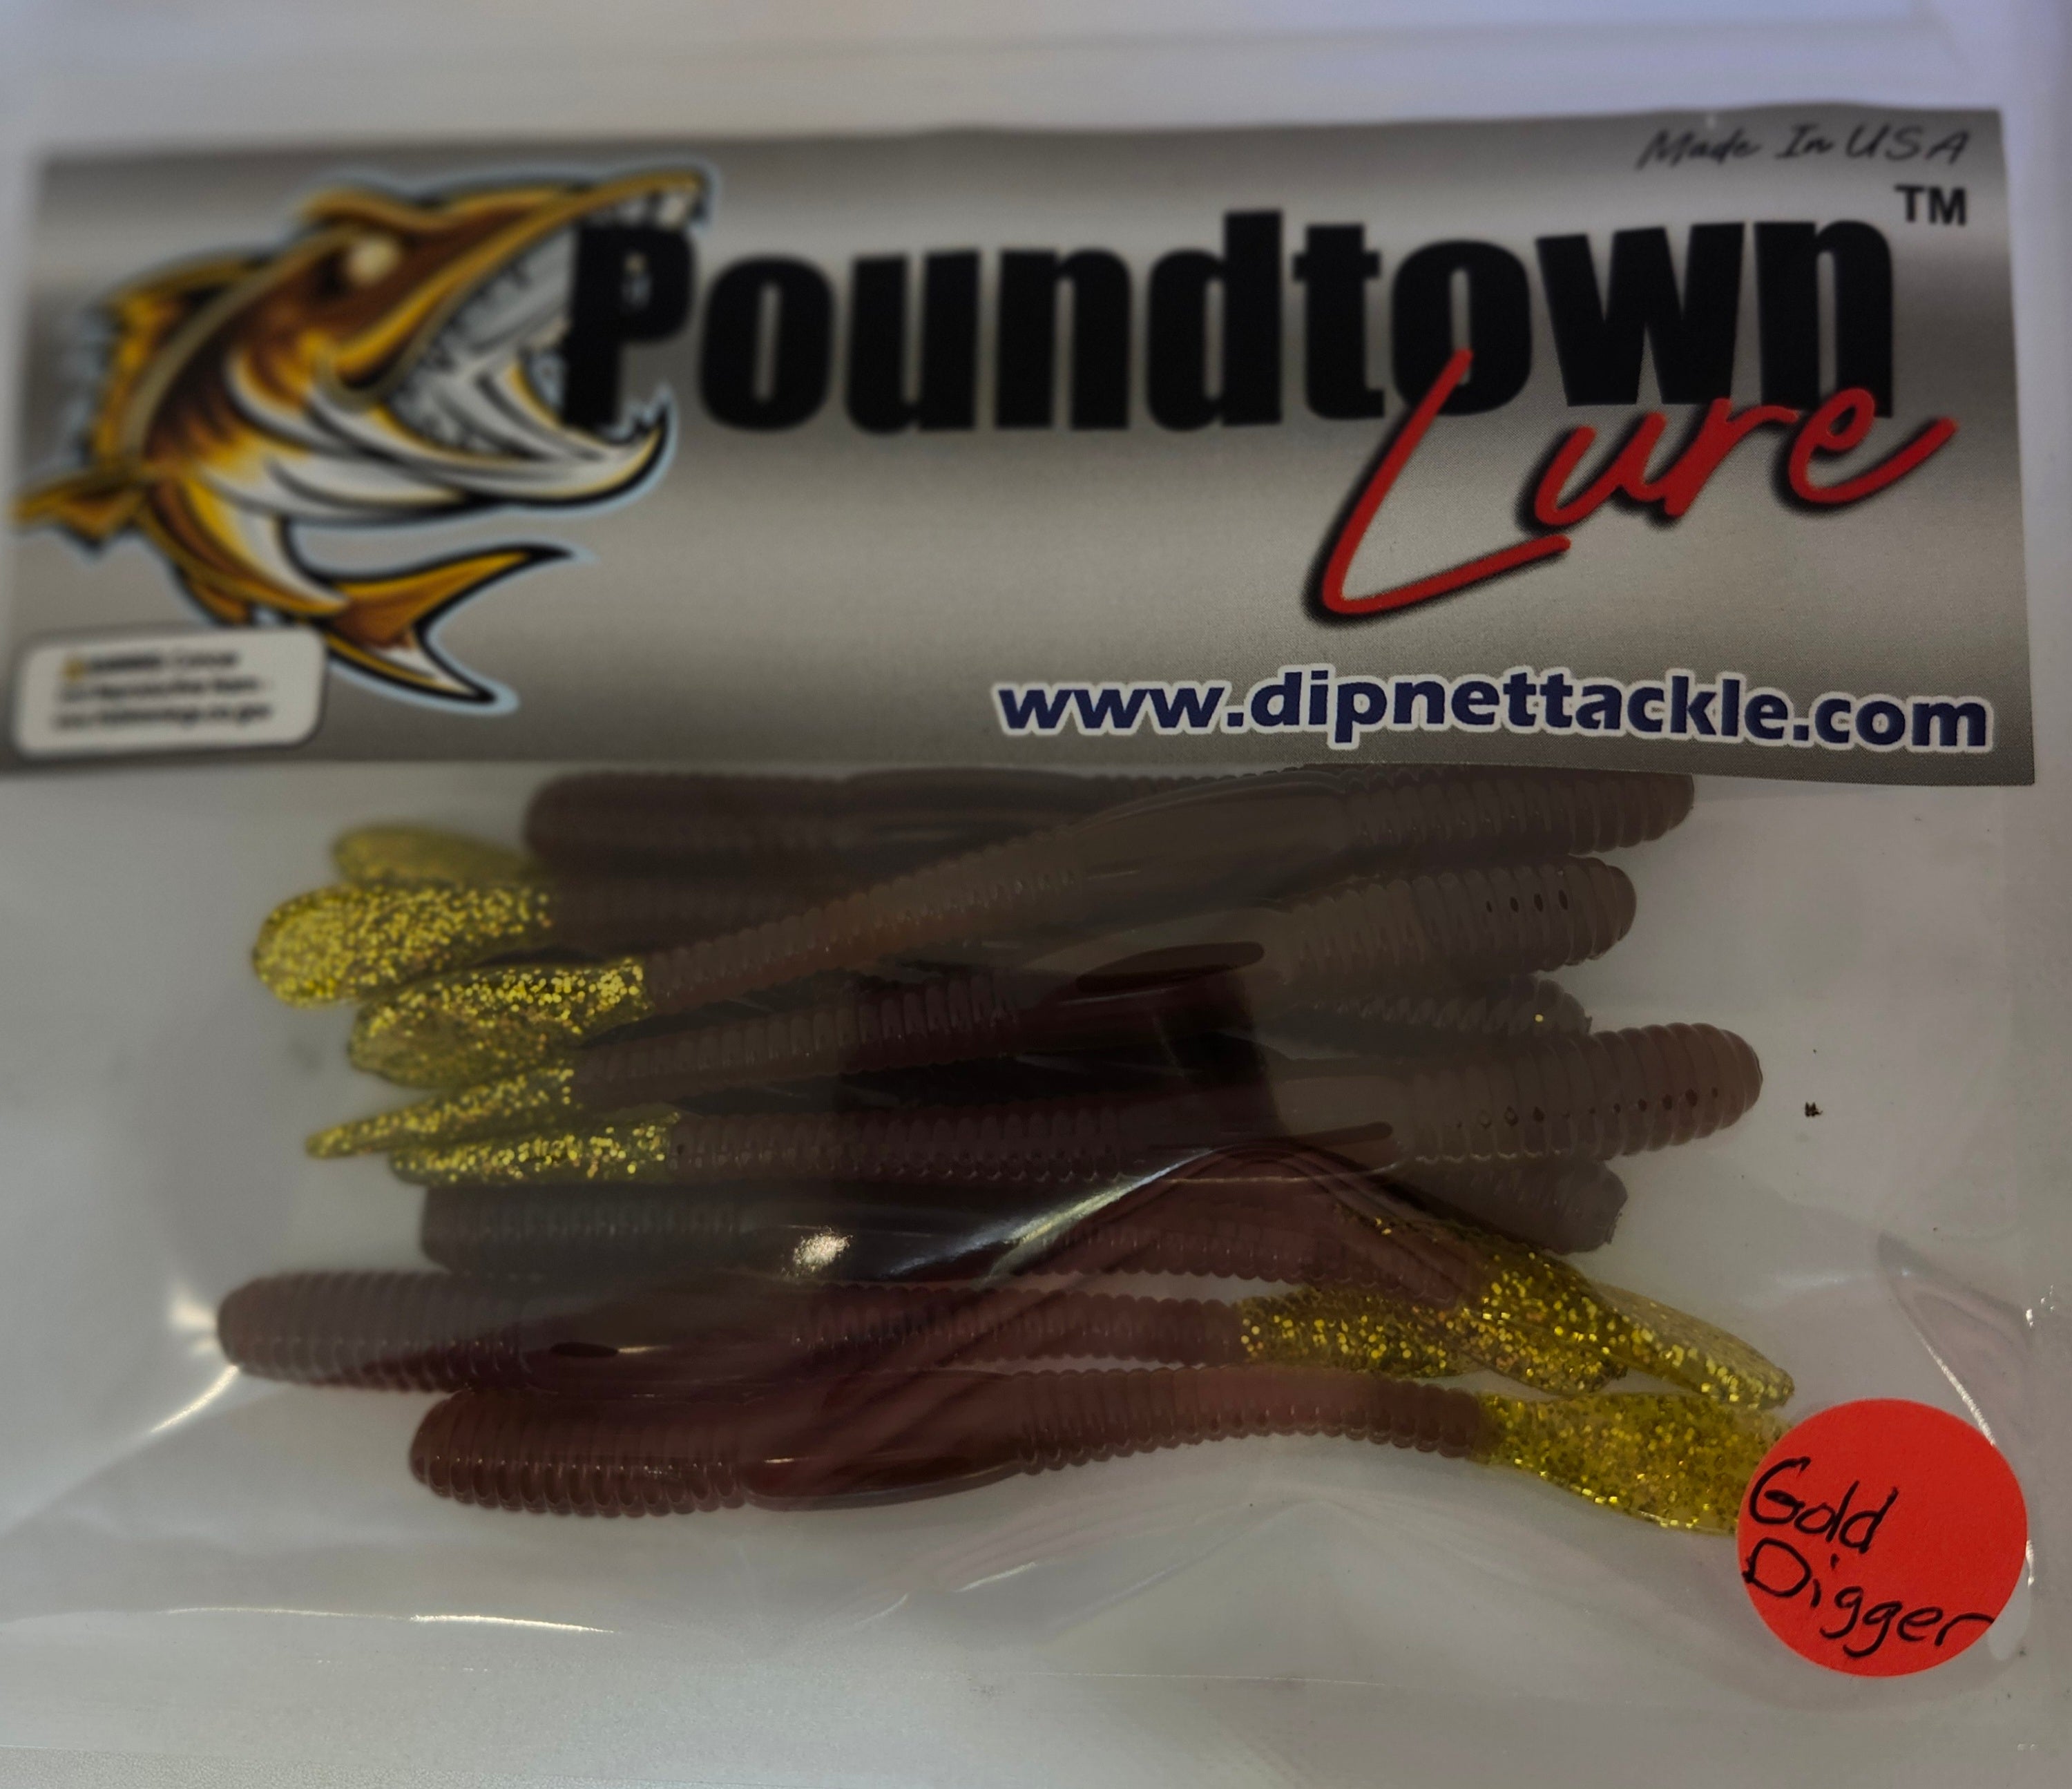 Made In USA
Poundtown™
Lure
www.dipnettackle.com
Gold
Digger